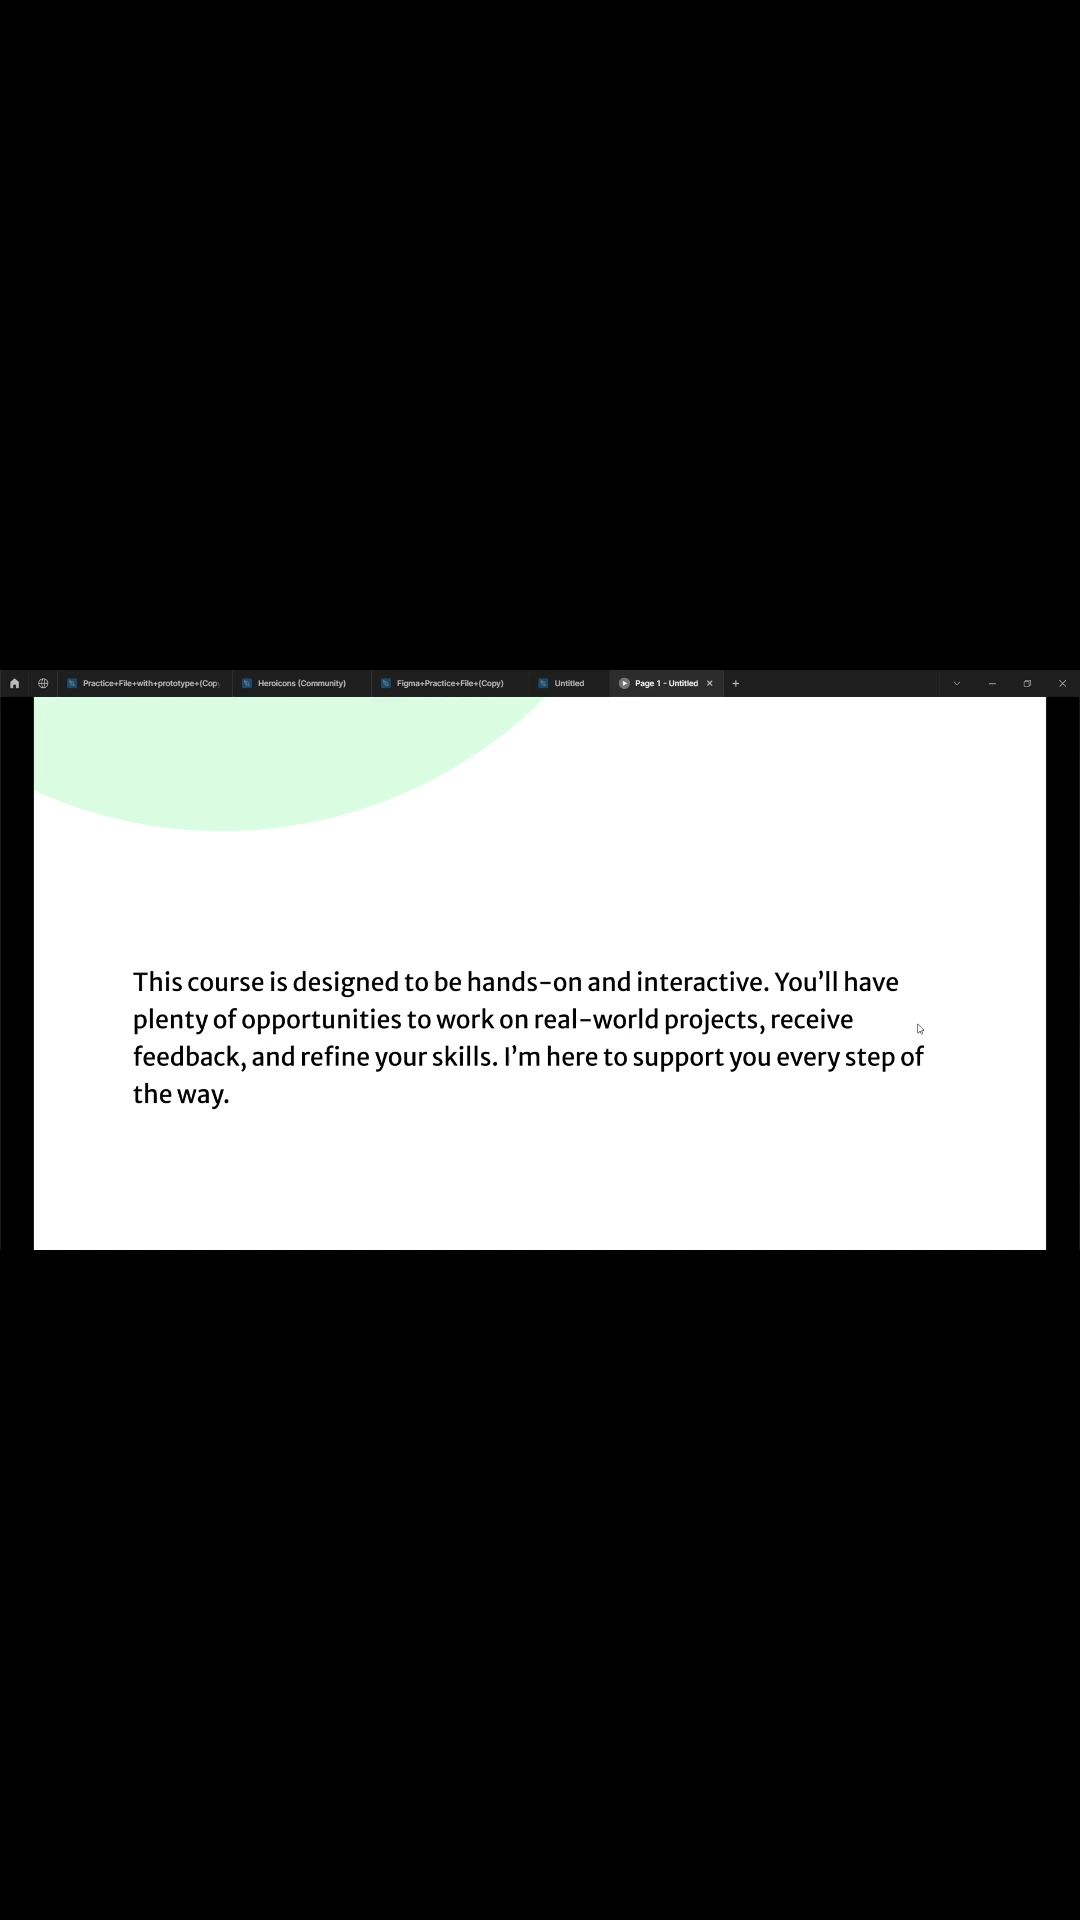 Practice+File+with+prototype+(Cop
Heroicons (Community)
Figma+Practice+File+(Copy)
Untitled
Page 1 - Untitled
This course is designed to be hands-on and interactive. You’ll have
plenty of opportunities to work on real-world projects, receive
feedback, and refine your skills. I’m here to support you every step of
the way.